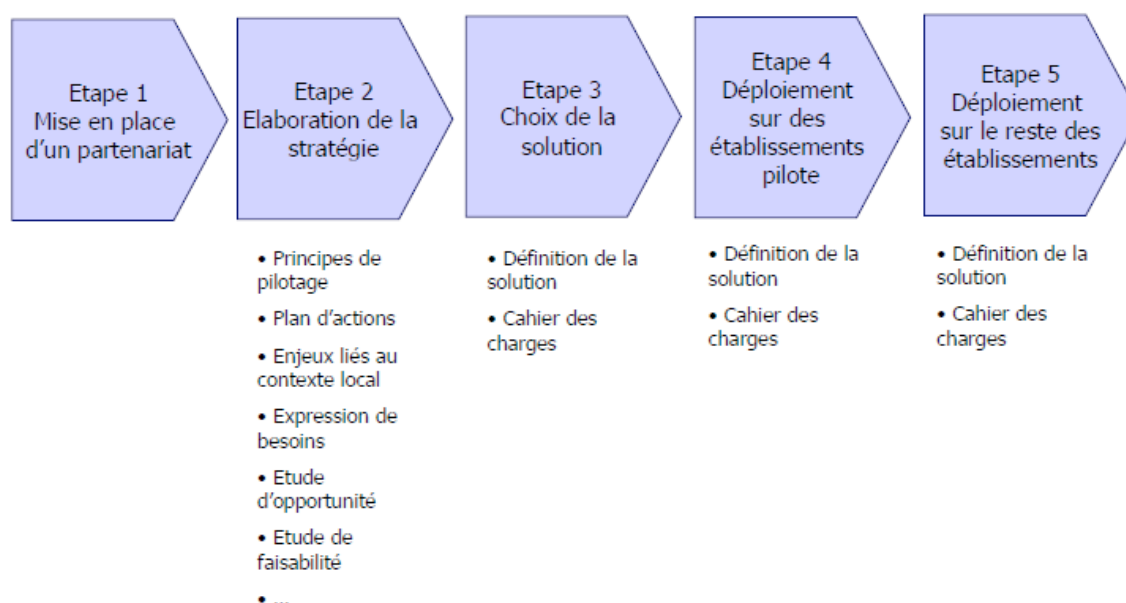 Etape 1
Mise en place
d'un partenariat
Etape 2
Elaboration de la
stratégie
Etape 3
Choix de la
solution
Etape 4
Déploiement
sur des
établissements
pilote
Etape 5
Déploiement
sur le reste des
établissements
• Principes de
pilotage
• Plan d'actions
• Enjeux liés au
contexte local
• Expression de
besoins
• Etude
d'opportunité
• Etude de
faisabilité
• ...
• Définition de la
solution
• Cahier des
charges
• Définition de la
solution
• Cahier des
charges
• Définition de la
solution
• Cahier des
charges